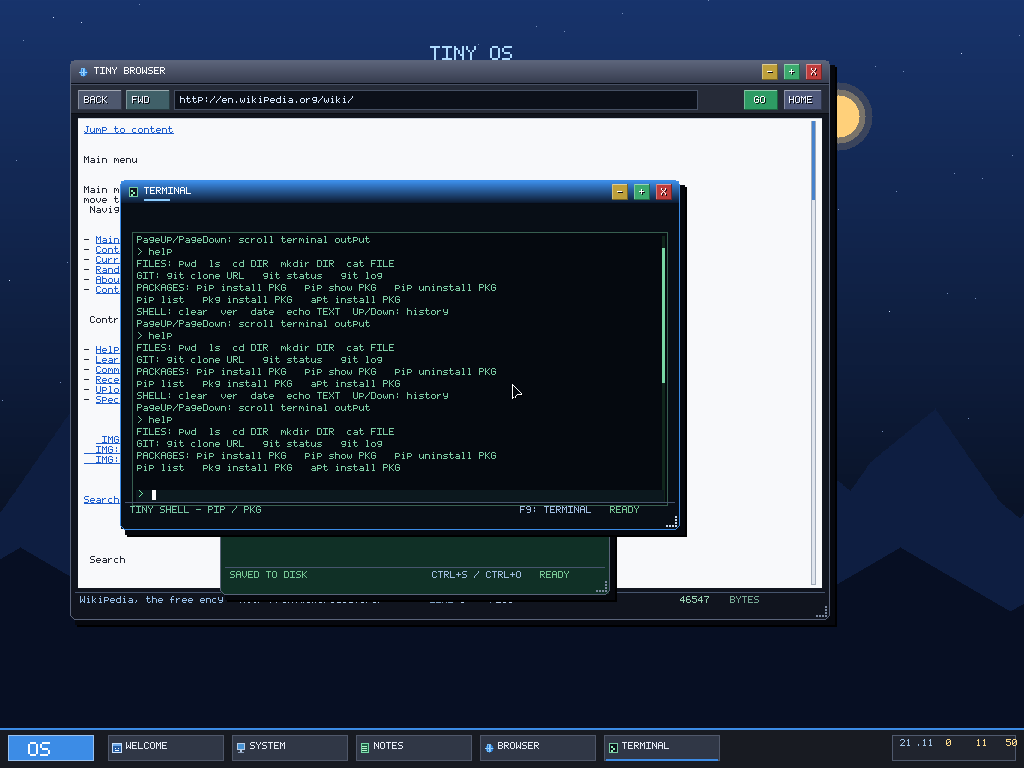 TINY OS
TINY BROWSER
BACK FWD http://en.wikipedia.org/wiki/ GO HOME
Jump to content
Main menu
Main m
move t
Navig
- Main
- Cont
- Curr
- Rand
- Abou
- Cont
Contr
- Help
- Lear
- Comm
- Rece
- Uplo
- Spec
IMG
IMG:
IMG:
Search
Search
TERMINAL
PageUp/PageDown: scroll terminal output
> help
FILES: pwd ls cd DIR mkdir DIR cat FILE
GIT: git clone URL git status git log
PACKAGES: pip install PKG pip show PKG pip uninstall PKG
pip list pkg install PKG apt install PKG
SHELL: clear ver date echo TEXT Up/Down: history
PageUp/PageDown: scroll terminal output
> help
FILES: pwd ls cd DIR mkdir DIR cat FILE
GIT: git clone URL git status git log
PACKAGES: pip install PKG pip show PKG pip uninstall PKG
pip list pkg install PKG apt install PKG
SHELL: clear ver date echo TEXT Up/Down: history
PageUp/PageDown: scroll terminal output
> help
FILES: pwd ls cd DIR mkdir DIR cat FILE
GIT: git clone URL git status git log
PACKAGES: pip install PKG pip show PKG pip uninstall PKG
pip list pkg install PKG apt install PKG
>
TINY SHELL - PIP / PKG F9: TERMINAL READY
SAVED TO DISK CTRL+S / CTRL+O READY
Wikipedia, the free ency 46547 BYTES
OS WELCOME SYSTEM NOTES BROWSER TERMINAL 21 .11 0 11 50